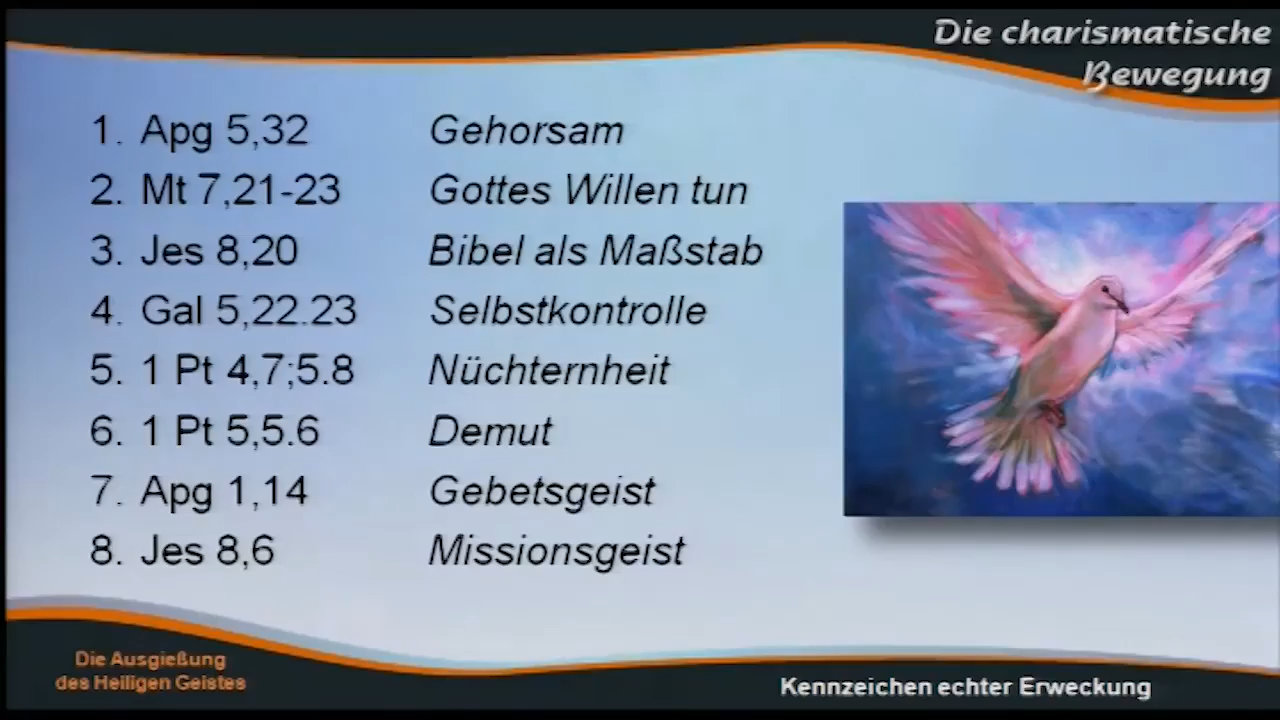 Die charismatische
Bewegung
1. Apg 5,32 Gehorsam
2. Mt 7,21-23 Gottes Willen tun
3. Jes 8,20 Bibel als Maßstab
4. Gal 5,22.23 Selbstkontrolle
5. 1 Pt 4,7;5.8 Nüchternheit
6. 1 Pt 5,5.6 Demut
7. Apg 1,14 Gebetsgeist
8. Jes 8,6 Missionsgeist
Die Ausgießung
des Heiligen Geistes
Kennzeichen echter Erweckung